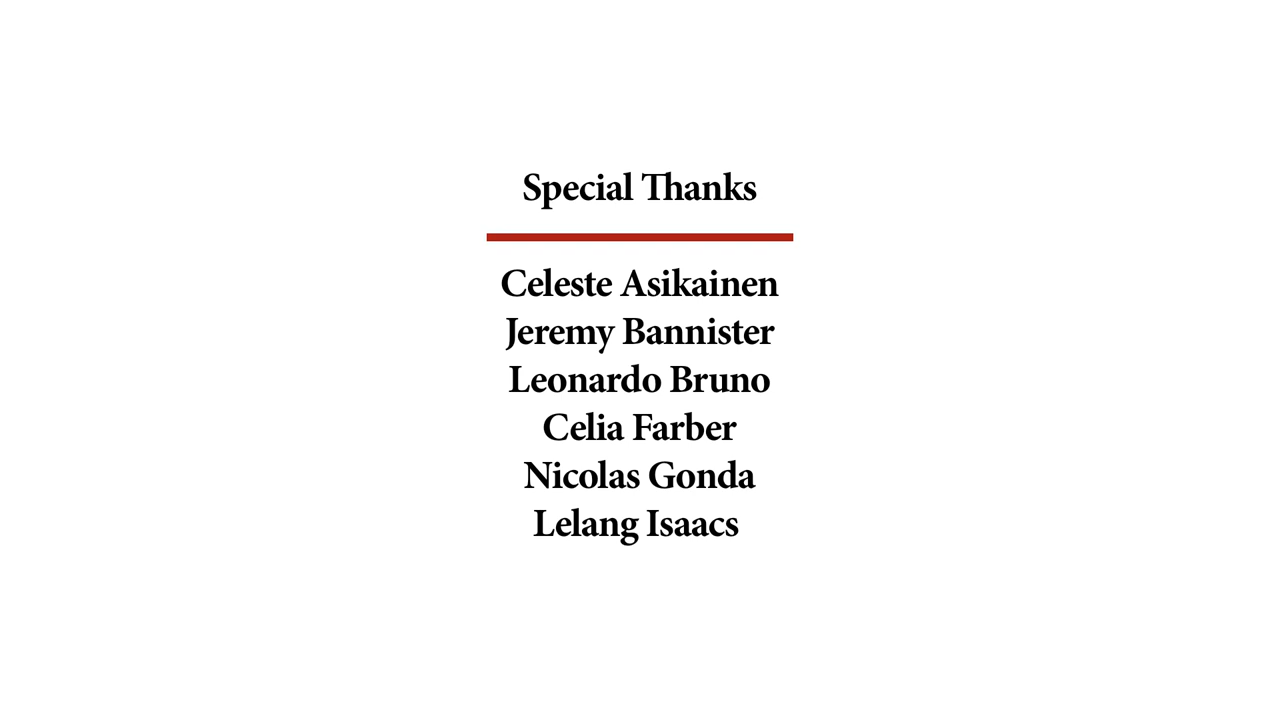 Special Thanks
Celeste Asikainen
Jeremy Bannister
Leonardo Bruno
Celia Farber
Nicolas Gonda
Lelang Isaacs